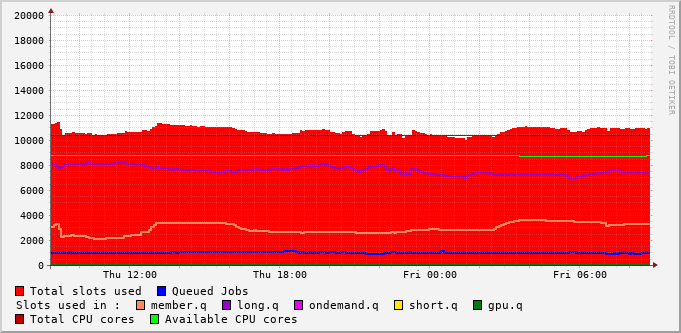 20000
18000
16000
14000
12000
10000
8000
6000
4000
2000
0
Thu 12:00 Thu 18:00 Fri 00:00 Fri 06:00
Total slots used Queued Jobs
Slots used in : member.q long.q ondemand.q short.q gpu.q
Total CPU cores Available CPU cores
RRDTOOL / TOBI OETIKER